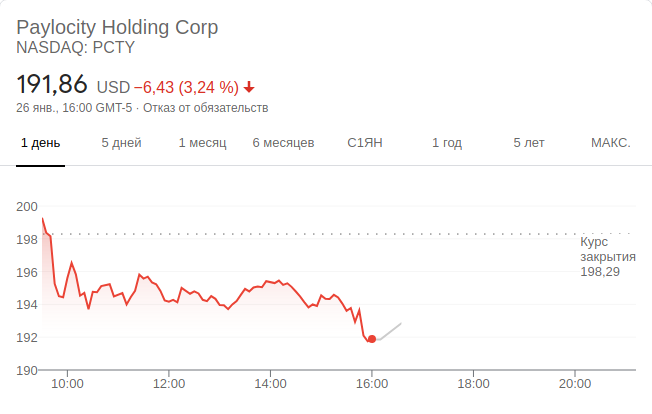 Paylocity Holding Corp
NASDAQ: PCTY
191,86 USD −6,43 (3,24 %)
26 янв., 16:00 GMT-5 · Отказ от обязательств
1 день 5 дней 1 месяц 6 месяцев С1ЯН 1 год 5 лет МАКС.
200
198
Курс
закрытия
198,29
196
194
192
190
10:00 12:00 14:00 16:00 18:00 20:00